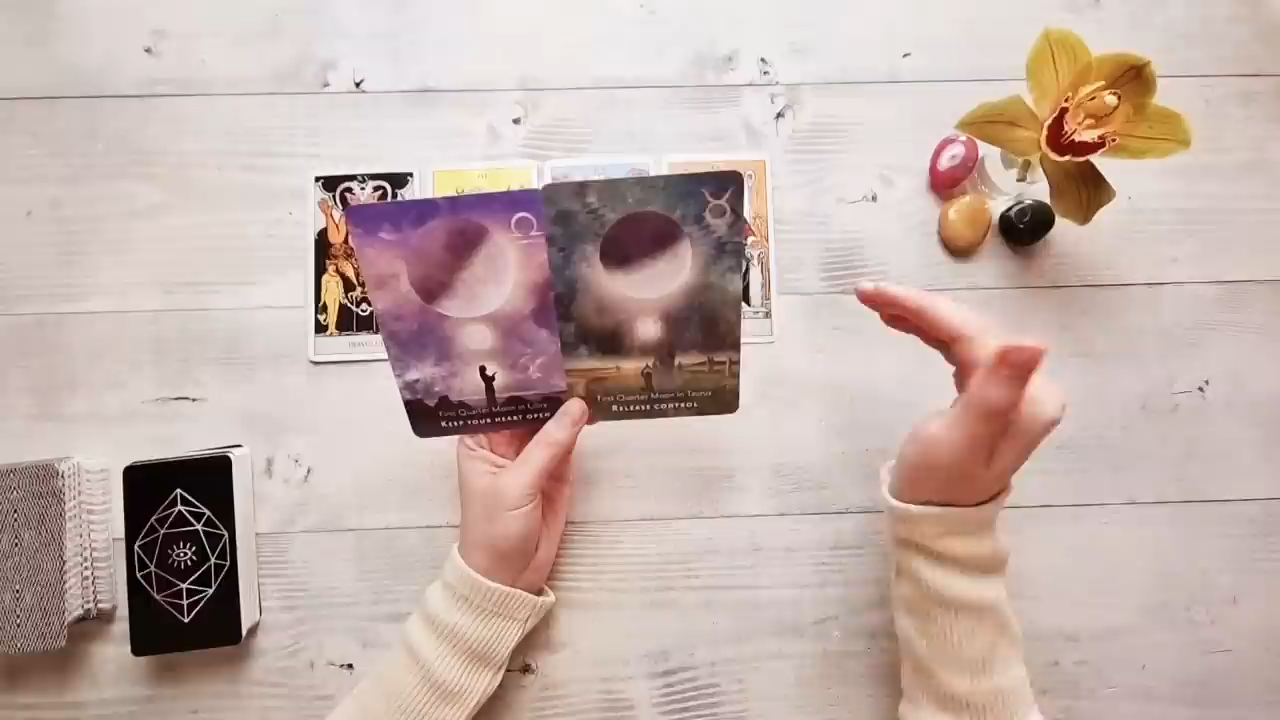 First Quarter Moon in Libra
KEEP YOUR HEART OPEN
First Quarter Moon in Taurus
RELEASE CONTROL